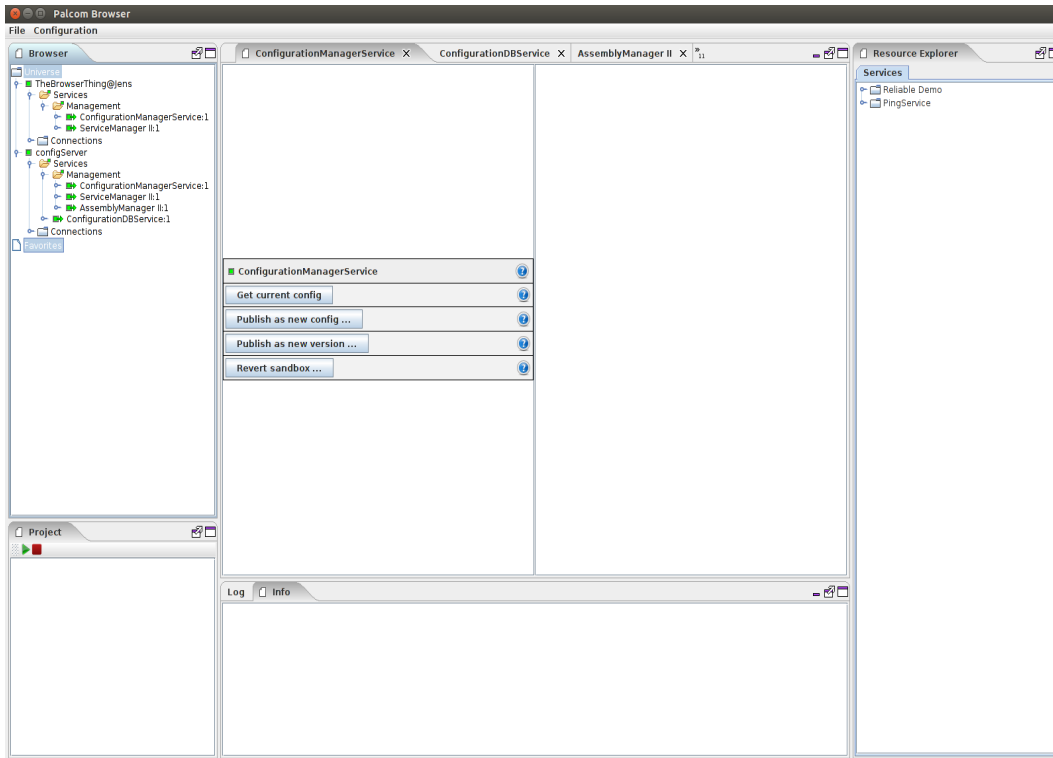 Palcom Browser
File Configuration
Browser
Universe
TheBrowserThing@Jens
Services
Management
ConfigurationManagerService:1
ServiceManager II:1
Connections
configServer
Services
Management
ConfigurationManagerService:1
ServiceManager II:1
AssemblyManager II:1
ConfigurationDBService:1
Connections
Favorites
Project
ConfigurationManagerService X ConfigurationDBService X AssemblyManager II X »11
ConfigurationManagerService ?
Get current config ?
Publish as new config ... ?
Publish as new version ... ?
Revert sandbox ... ?
Log Info
Resource Explorer
Services
Reliable Demo
PingService